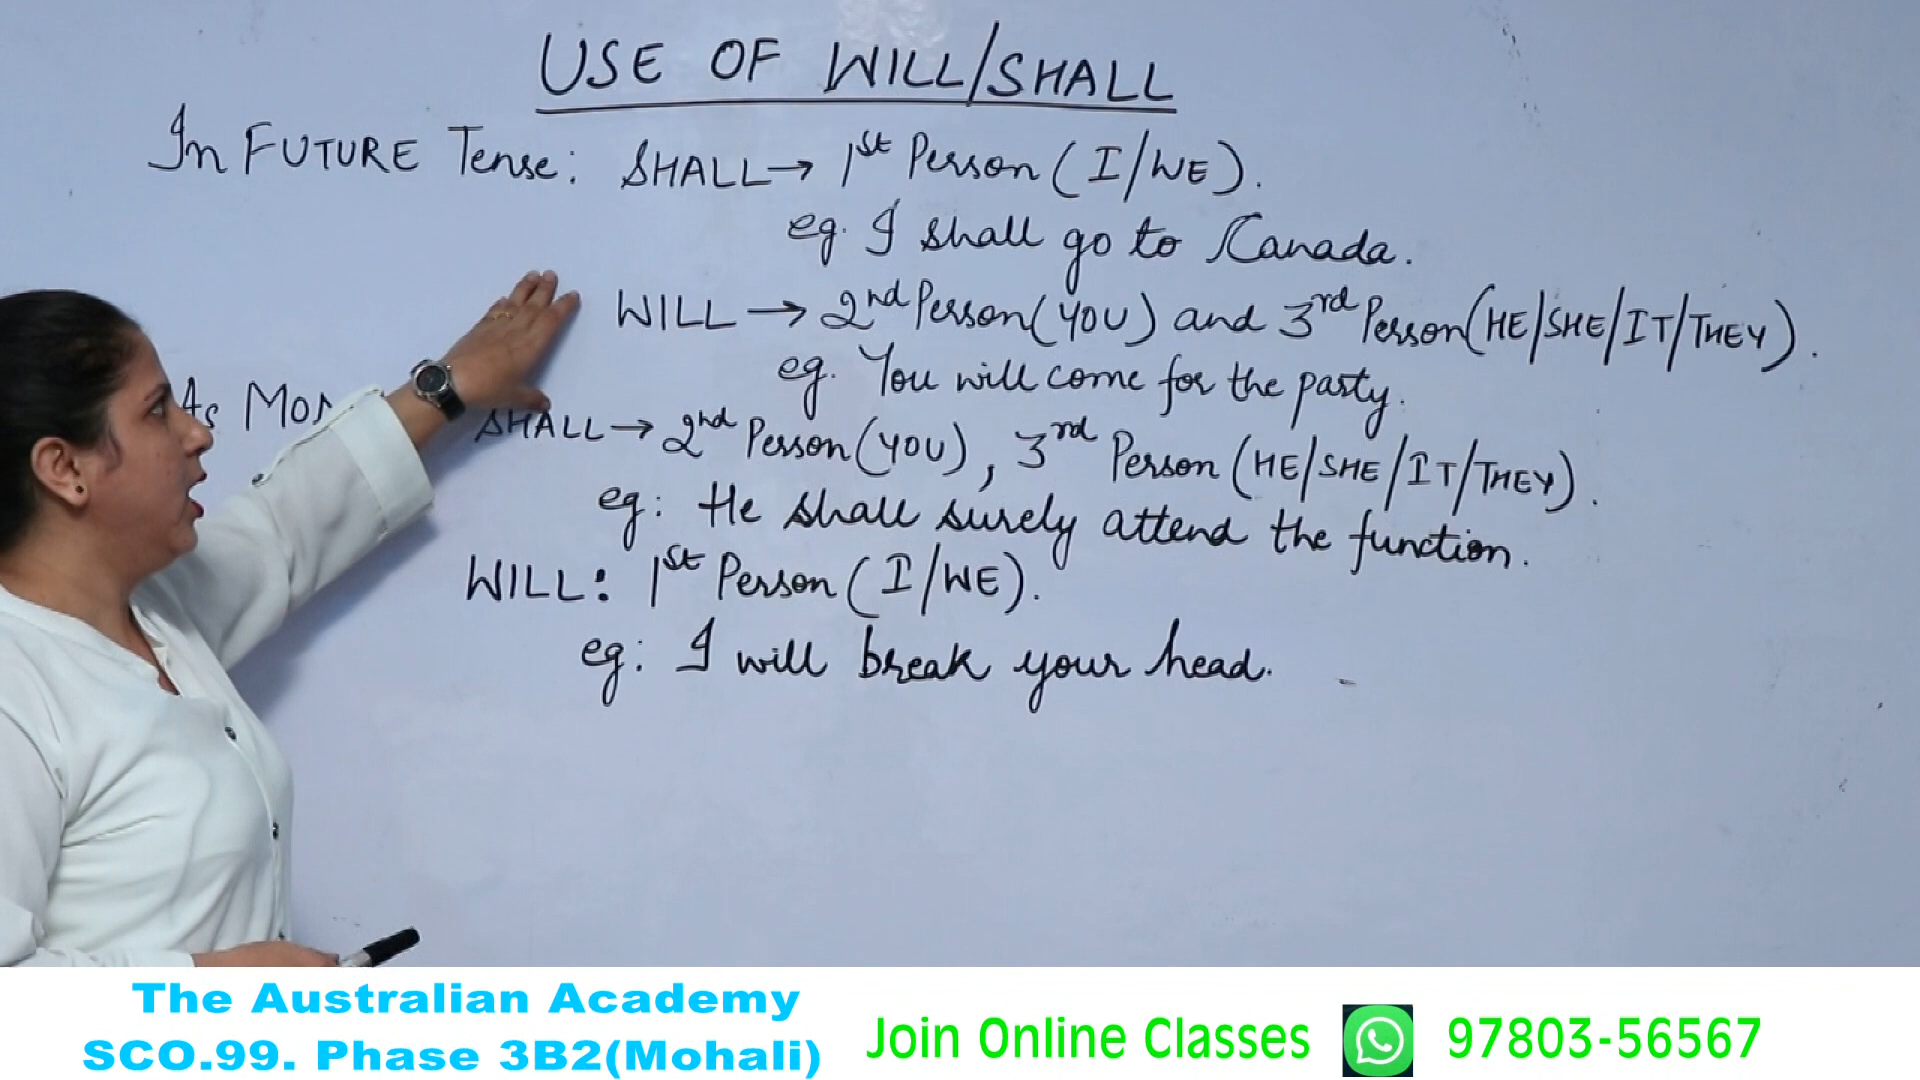 USE OF WILL/SHALL
In FUTURE Tense: SHALL → 1st Person (I/WE).
eg. I shall go to Canada.
WILL → 2nd Person (YOU) and 3rd Person (HE/SHE/IT/THEY).
eg. You will come for the party.
As
SHALL → 2nd Person (YOU), 3rd Person (HE/SHE/IT/THEY).
eg: He shall surely attend the function.
WILL: 1st Person (I/WE).
eg: I will break your head.
The Australian Academy
SCO.99. Phase 3B2(Mohali)
Join Online Classes 97803-56567